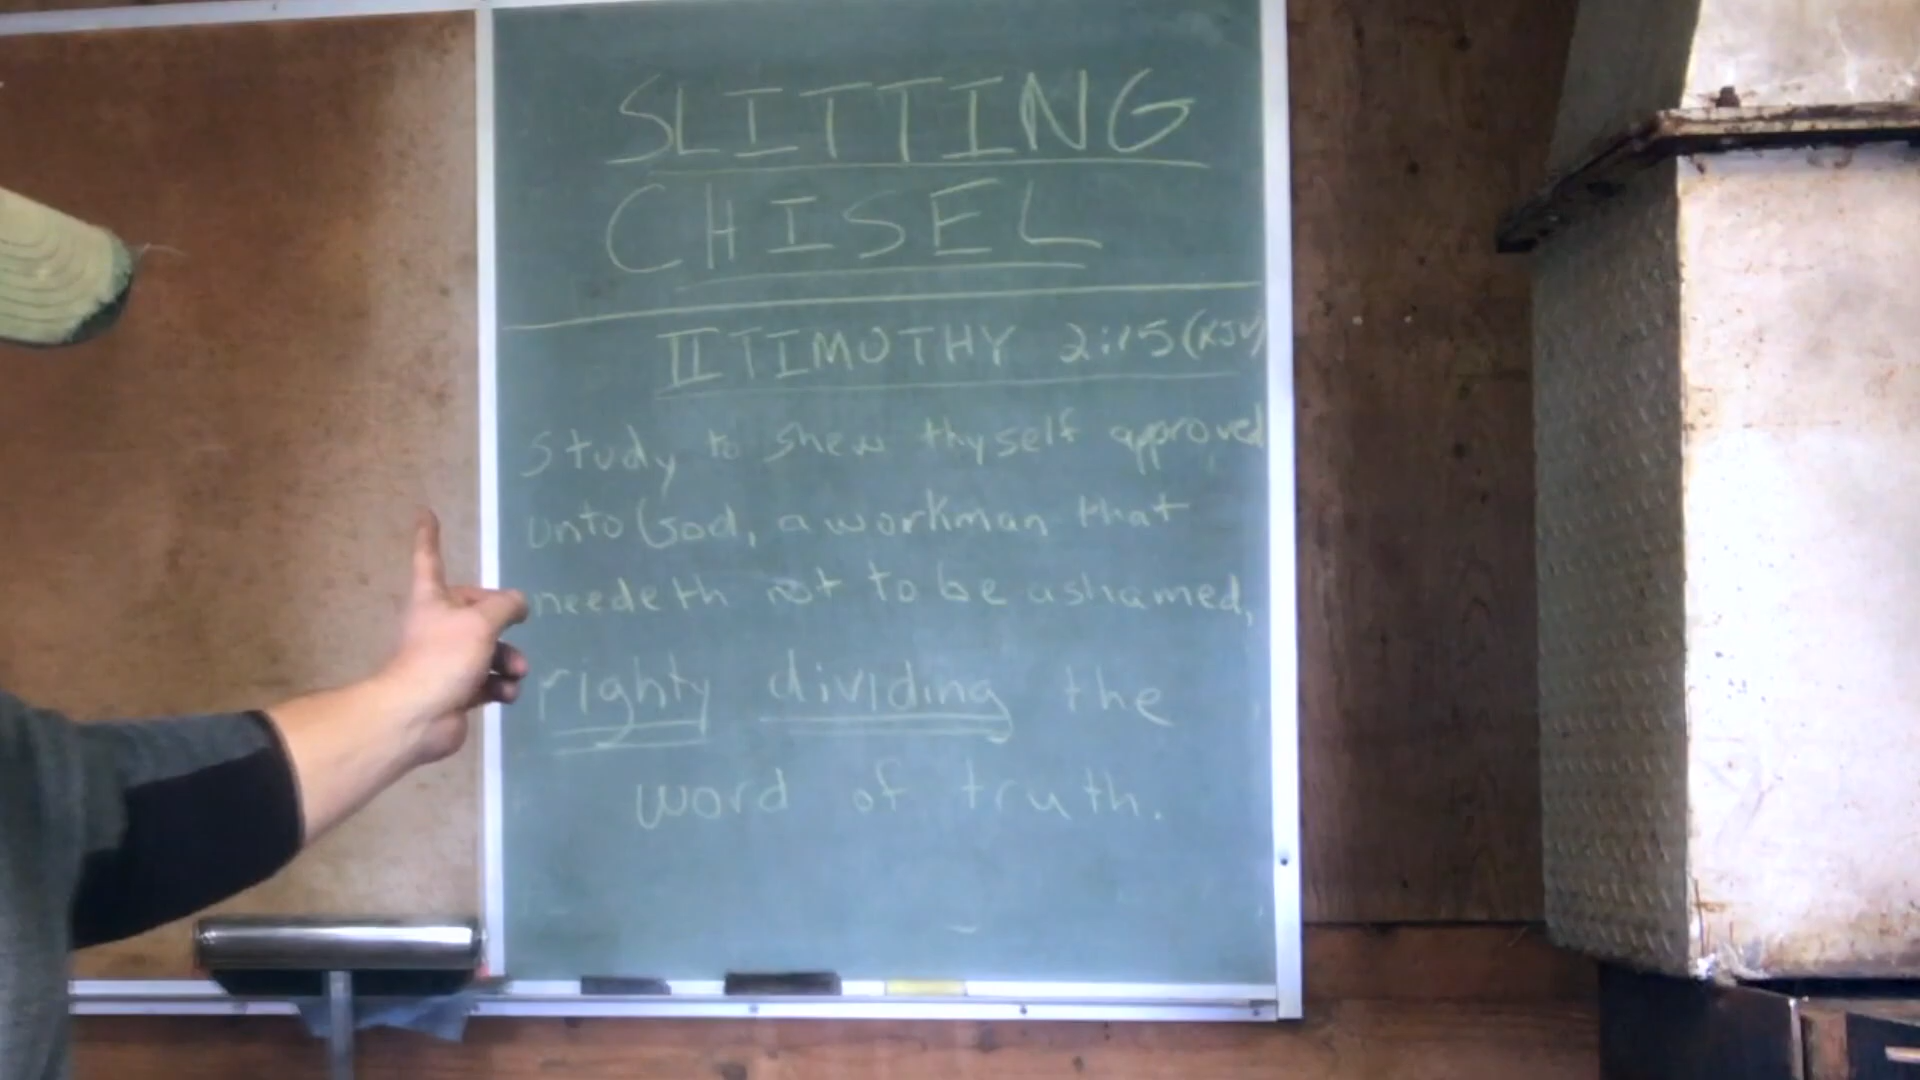 SLITTING
CHISEL
II TIMOTHY 2:15 (KJV)
Study to shew thyself approved
unto God, a workman that
needeth not to be ashamed,
righty dividing the
word of truth.